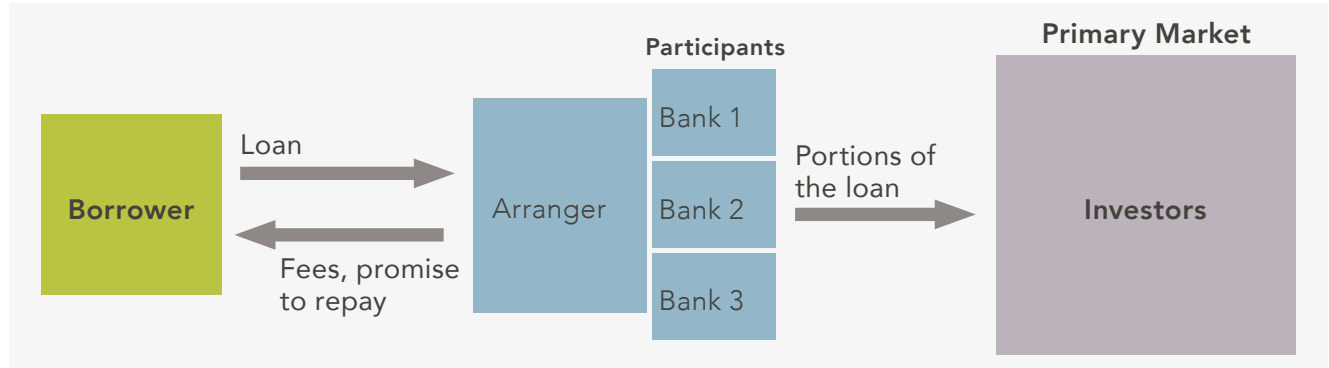 Participants
Primary Market
Borrower
Loan
Fees, promise
to repay
Arranger
Bank 1
Bank 2
Bank 3
Portions of
the loan
Investors